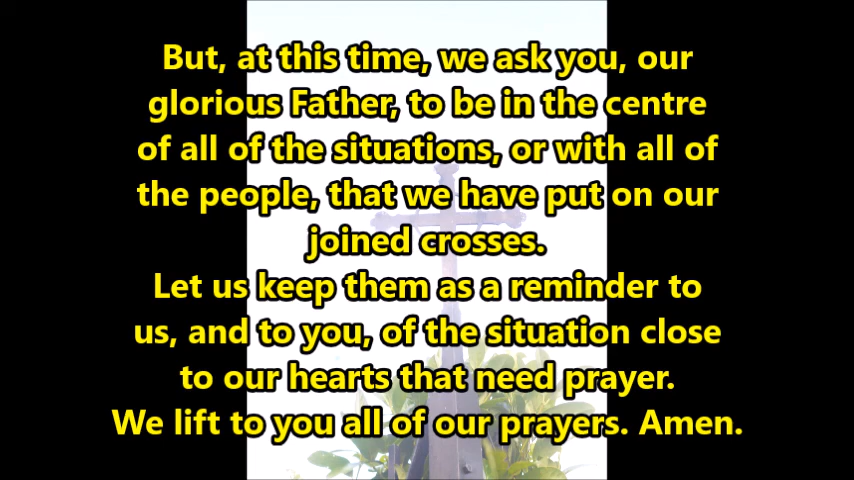 But, at this time, we ask you, our
glorious Father, to be in the centre
of all of the situations, or with all of
the people, that we have put on our
joined crosses.
Let us keep them as a reminder to
us, and to you, of the situation close
to our hearts that need prayer.
We lift to you all of our prayers. Amen.